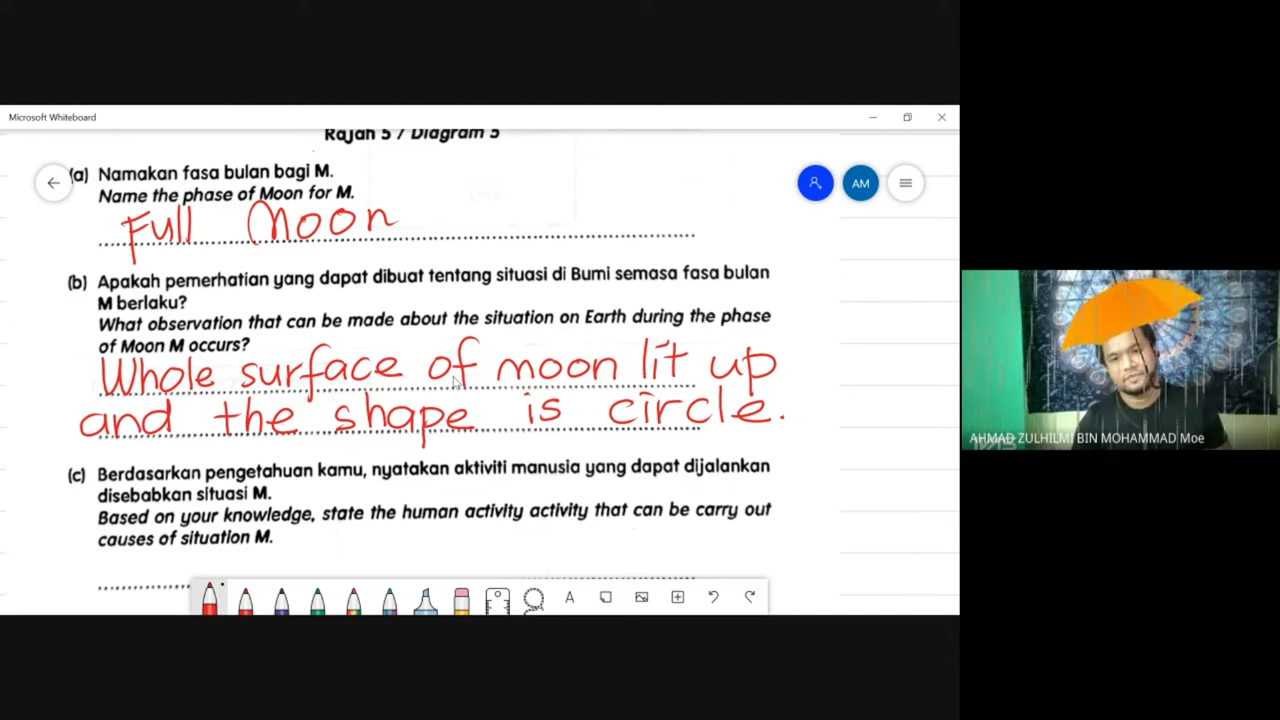 Microsoft Whiteboard
Rajah 5 / Diagram 5
(a) Namakan fasa bulan bagi M.
Name the phase of Moon for M.
Full Moon
(b) Apakah pemerhatian yang dapat dibuat tentang situasi di Bumi semasa fasa bulan
M berlaku?
What observation that can be made about the situation on Earth during the phase
of Moon M occurs?
Whole surface of moon lit up
and the shape is circle.
(c) Berdasarkan pengetahuan kamu, nyatakan aktiviti manusia yang dapat dijalankan
disebabkan situasi M.
Based on your knowledge, state the human activity activity that can be carry out
causes of situation M.
A
AM
AHMAD ZULHILMI BIN MOHAMMAD Moe